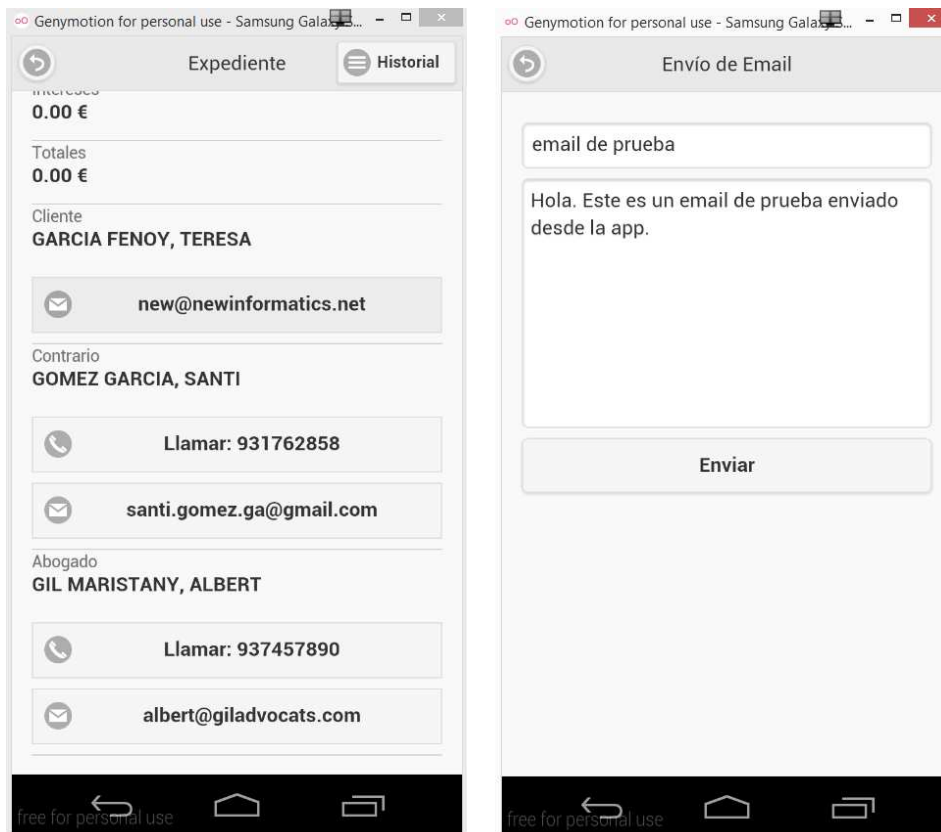 Genymotion for personal use - Samsung Galaxy S...
Expediente
Historial
Intereses
0.00 €
Totales
0.00 €
Cliente
GARCIA FENOY, TERESA
new@newinformatics.net
Contrario
GOMEZ GARCIA, SANTI
Llamar: 931762858
santi.gomez.ga@gmail.com
Abogado
GIL MARISTANY, ALBERT
Llamar: 937457890
albert@giladvocats.com
free for personal use
Genymotion for personal use - Samsung Galaxy S...
Envío de Email
email de prueba
Hola. Este es un email de prueba enviado
desde la app.
Enviar
free for personal use